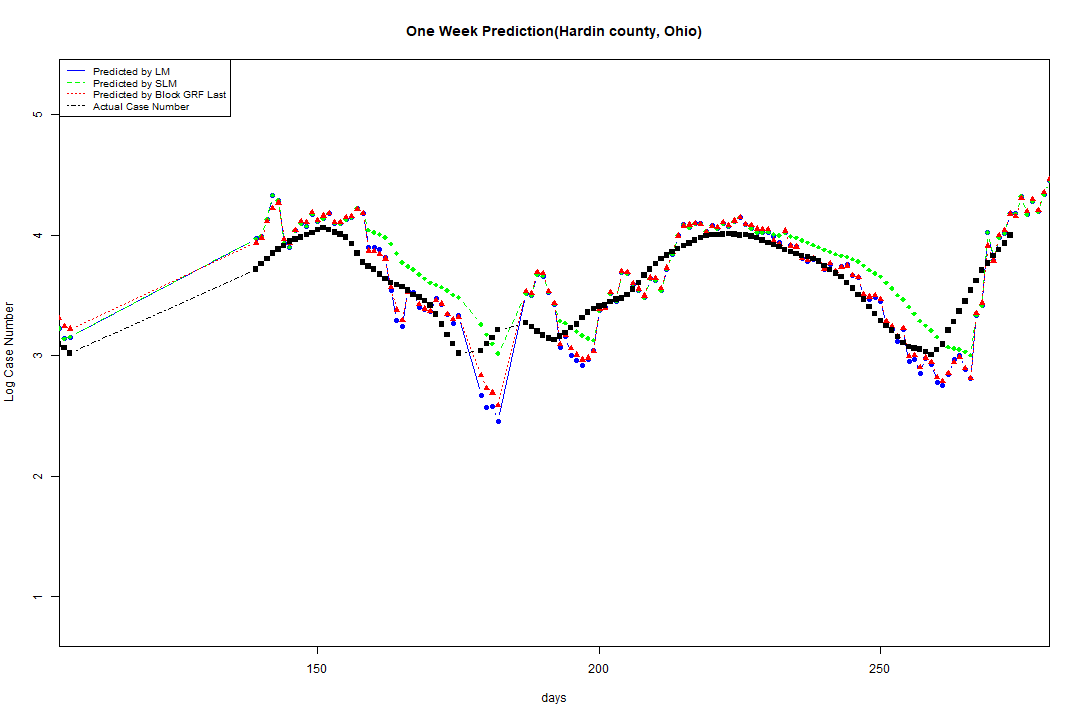 One Week Prediction(Hardin county, Ohio)
Predicted by LM
Predicted by SLM
Predicted by Block GRF Last
Actual Case Number
5
4
3
2
1
Log Case Number
150
200
250
days